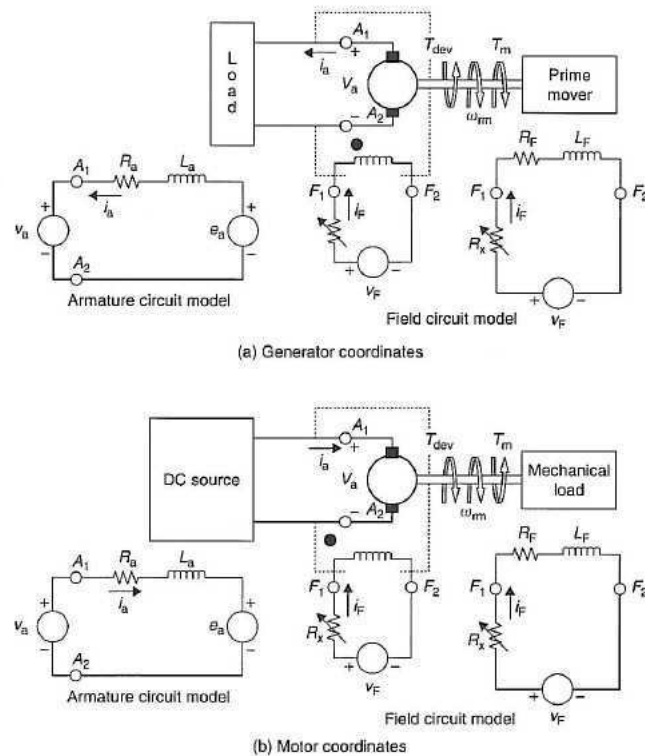 A1
+
ia
Va
A2
−
Load
Tdev
Tm
ωrm
Prime mover
A1
Ra
La
ia
+
va
−
+
ea
−
A2
Armature circuit model
F1
F2
iF
Rx
+
−
vF
RF
LF
F1
F2
iF
Rx
+
−
vF
Field circuit model
(a) Generator coordinates
DC source
A1
ia
+
Va
A2
−
Tdev
Tm
ωrm
Mechanical load
A1
Ra
La
ia
+
va
−
+
ea
−
A2
Armature circuit model
F1
F2
iF
Rx
+
−
vF
RF
LF
F1
F2
iF
Rx
+
−
vF
Field circuit model
(b) Motor coordinates